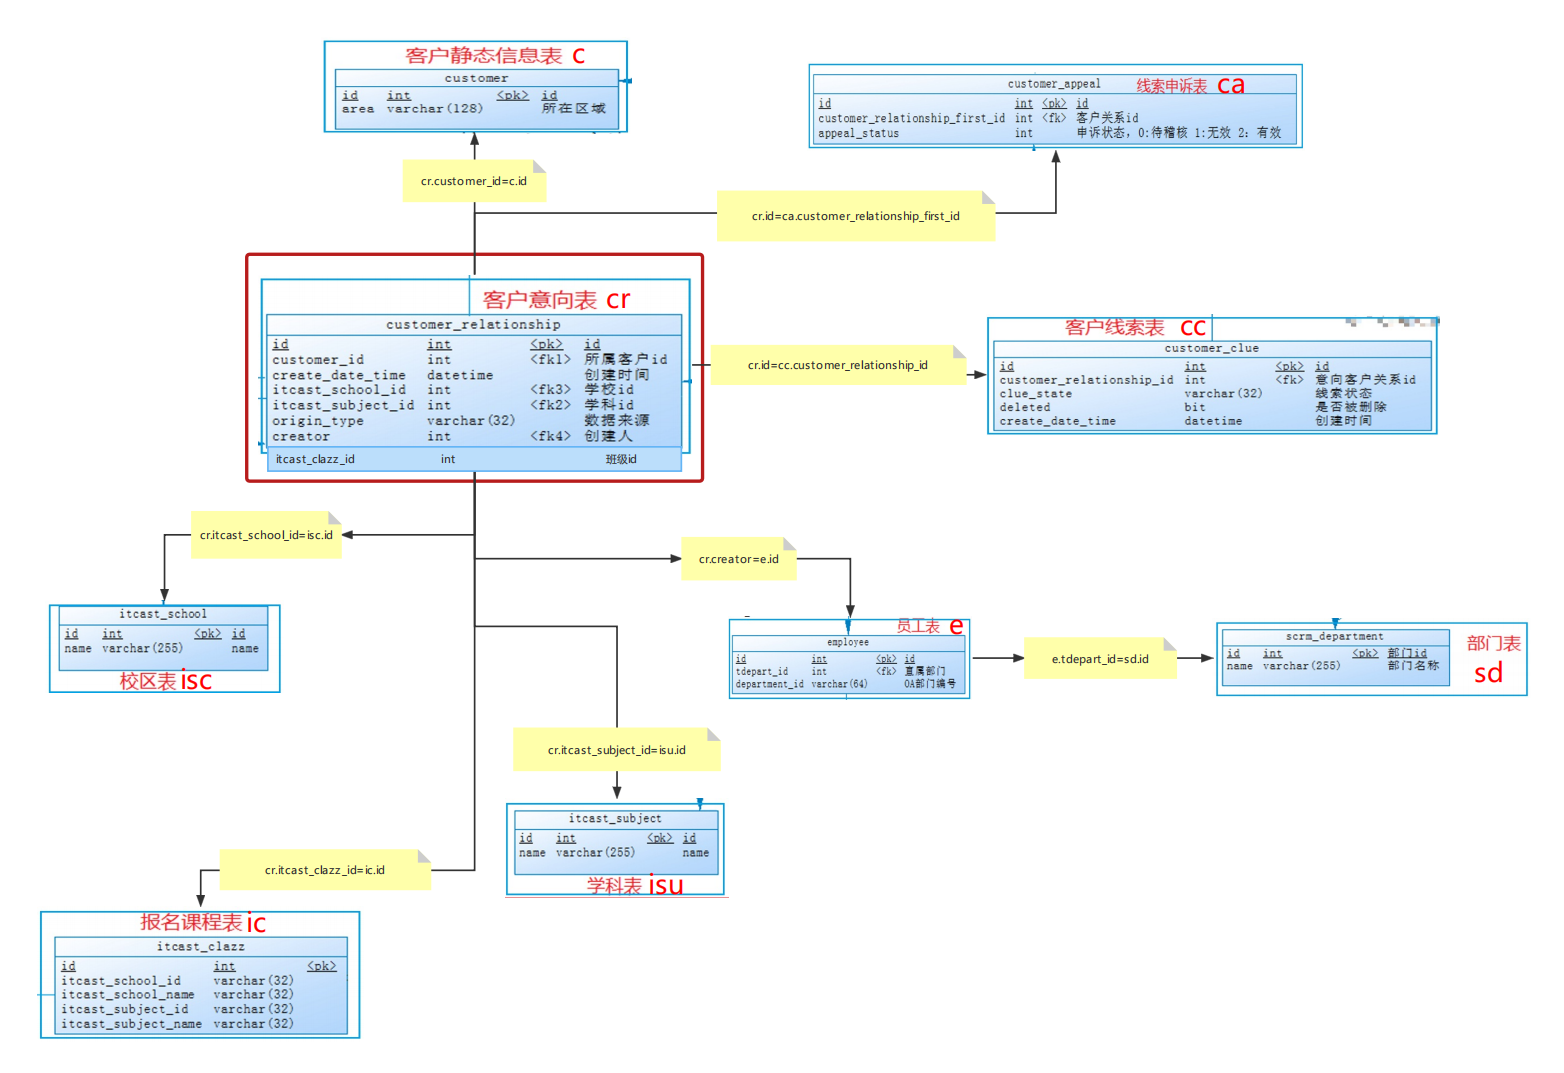 客户静态信息表 c
customer
id int <pk> id
area varchar(128) 所在区域
customer_appeal 线索申诉表 ca
id int <pk> id
customer_relationship_first_id int <fk> 客户关系id
appeal_status int 申诉状态，0:待稽核 1:无效 2：有效
cr.customer_id=c.id
cr.id=ca.customer_relationship_first_id
客户意向表 cr
customer_relationship
id int <pk> id
customer_id int <fk1> 所属客户id
create_date_time datetime 创建时间
itcast_school_id int <fk3> 学校id
itcast_subject_id int <fk2> 学科id
origin_type varchar(32) 数据来源
creator int <fk4> 创建人
itcast_clazz_id int 班级id
cr.id=cc.customer_relationship_id
客户线索表 cc
customer_clue
id int <pk> id
customer_relationship_id int <fk> 意向客户关系id
clue_state varchar(32) 线索状态
deleted bit 是否被删除
create_date_time datetime 创建时间
cr.itcast_school_id=isc.id
cr.creator=e.id
itcast_school
id int <pk> id
name varchar(255) name
校区表 isc
员工表 e
employee
id int <pk> id
tdepart_id int <fk> 直属部门
department_id varchar(64) OA部门编号
e.tdepart_id=sd.id
scrm_department
id int <pk> 部门id
name varchar(255) 部门名称
部门表
sd
cr.itcast_subject_id=isu.id
itcast_subject
id int <pk> id
name varchar(255) name
学科表 isu
cr.itcast_clazz_id=ic.id
报名课程表 ic
itcast_clazz
id int <pk>
itcast_school_id varchar(32)
itcast_school_name varchar(32)
itcast_subject_id varchar(32)
itcast_subject_name varchar(32)